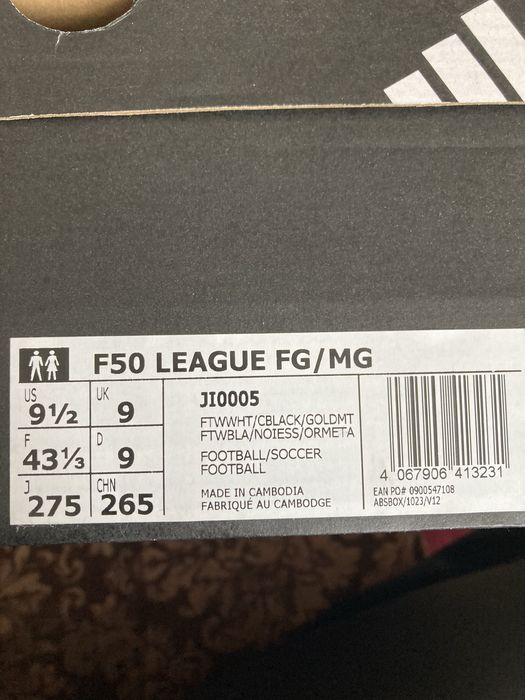 F50 LEAGUE FG/MG
US
9½
UK
9
F
43⅓
D
9
J
275
CHN
265
JI0005
FTWWHT/CBLACK/GOLDMT
FTWBLA/NOIESS/ORMETA
FOOTBALL/SOCCER
FOOTBALL
MADE IN CAMBODIA
FABRIQUÉ AU CAMBODGE
4 067906 413231
EAN PO# 0900547108
ABSBOX/1023/V12